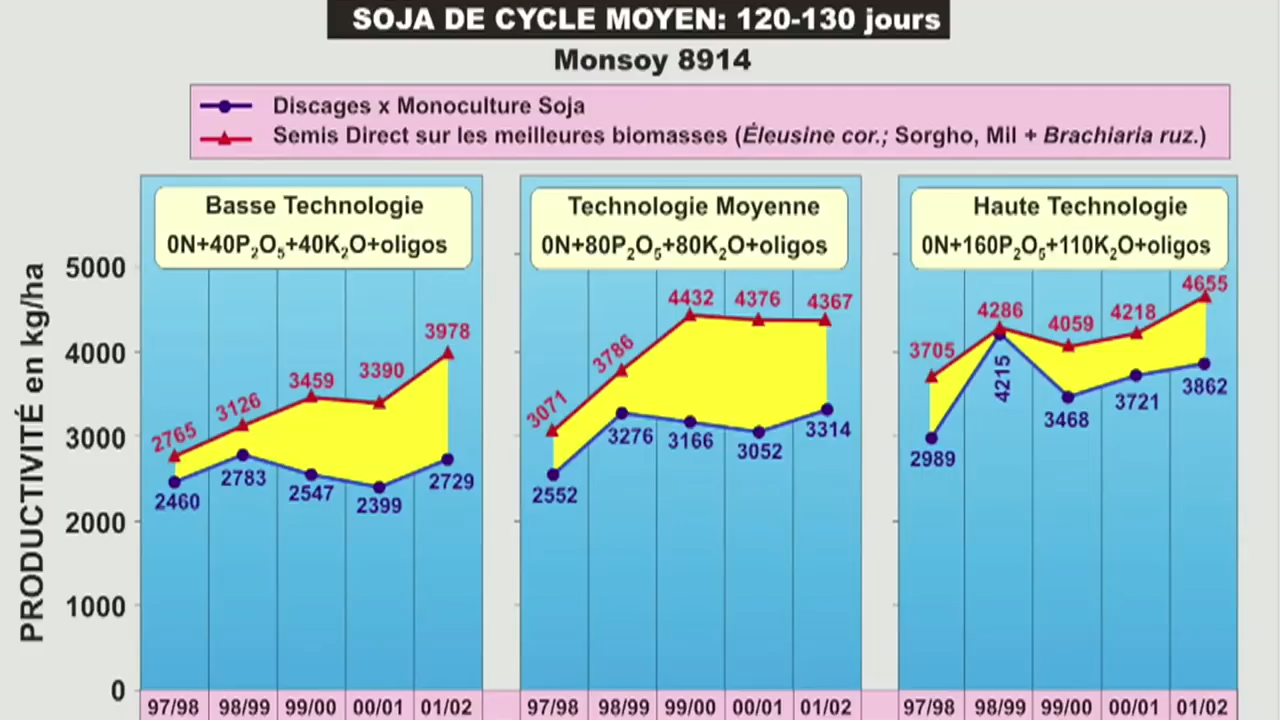 SOJA DE CYCLE MOYEN: 120-130 jours
Monsoy 8914
Discages x Monoculture Soja
Semis Direct sur les meilleures biomasses (Éleusine cor.; Sorgho, Mil + Brachiaria ruz.)
PRODUCTIVITÉ en kg/ha
5000
4000
3000
2000
1000
0
Basse Technologie
0N+40P₂O₅+40K₂O+oligos
2765
3126
3459
3390
3978
2460
2783
2547
2399
2729
97/98 98/99 99/00 00/01 01/02
Technologie Moyenne
0N+80P₂O₅+80K₂O+oligos
3071
3786
4432
4376
4367
2552
3276
3166
3052
3314
97/98 98/99 99/00 00/01 01/02
Haute Technologie
0N+160P₂O₅+110K₂O+oligos
3705
4286
4059
4218
4655
2989
4215
3468
3721
3862
97/98 98/99 99/00 00/01 01/02